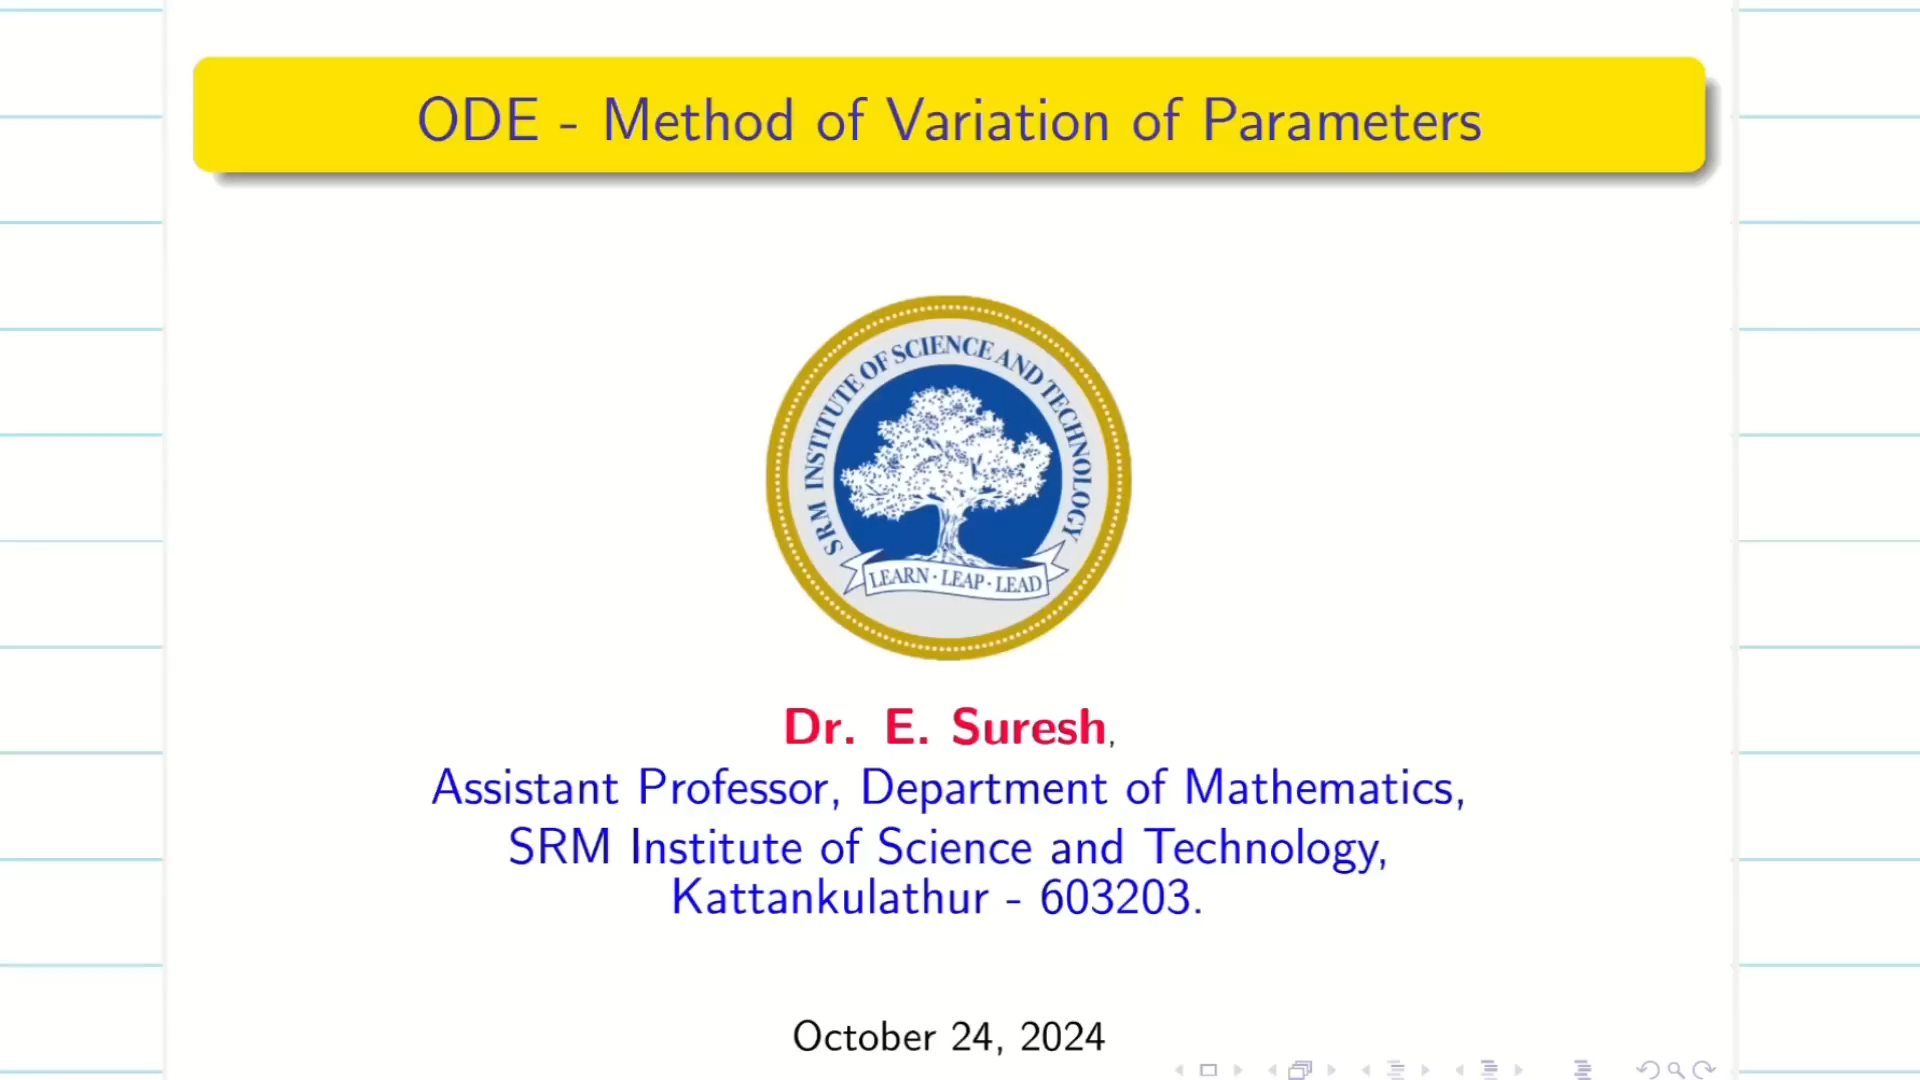 ODE - Method of Variation of Parameters
SRM INSTITUTE OF SCIENCE AND TECHNOLOGY
LEARN · LEAP · LEAD
Dr. E. Suresh,
Assistant Professor, Department of Mathematics,
SRM Institute of Science and Technology,
Kattankulathur - 603203.
October 24, 2024